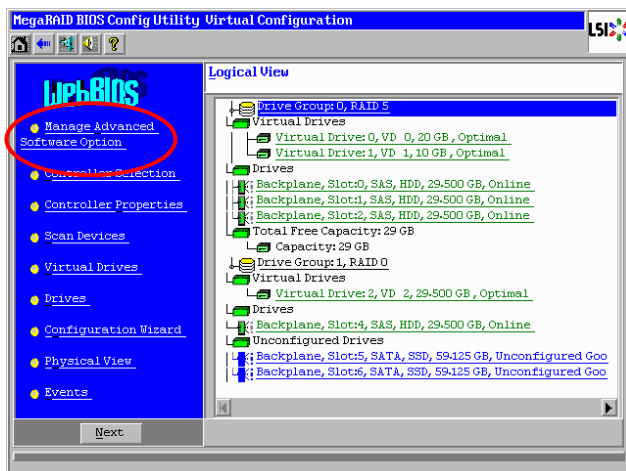 MegaRAID BIOS Config Utility Virtual Configuration
LSI
WebBIOS
Logical View
Manage Advanced
Software Option
Controller Selection
Controller Properties
Scan Devices
Virtual Drives
Drives
Configuration Wizard
Physical View
Events
Next
Drive Group: 0, RAID 5
Virtual Drives
Virtual Drive: 0, VD 0, 20 GB, Optimal
Virtual Drive: 1, VD 1, 10 GB, Optimal
Drives
Backplane, Slot:0, SAS, HDD, 29.500 GB, Online
Backplane, Slot:1, SAS, HDD, 29.500 GB, Online
Backplane, Slot:2, SAS, HDD, 29.500 GB, Online
Total Free Capacity: 29 GB
Capacity: 29 GB
Drive Group: 1, RAID 0
Virtual Drives
Virtual Drive: 2, VD 2, 29.500 GB, Optimal
Drives
Backplane, Slot:4, SAS, HDD, 29.500 GB, Online
Unconfigured Drives
Backplane, Slot:5, SATA, SSD, 59.125 GB, Unconfigured Goo
Backplane, Slot:6, SATA, SSD, 59.125 GB, Unconfigured Goo